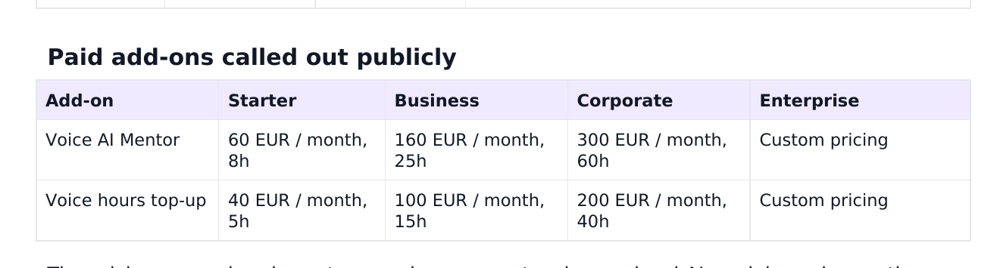 Paid add-ons called out publicly
Add-on Starter Business Corporate Enterprise
Voice AI Mentor 60 EUR / month, 160 EUR / month, 300 EUR / month, Custom pricing
8h 25h 60h
Voice hours top-up 40 EUR / month, 100 EUR / month, 200 EUR / month, Custom pricing
5h 15h 40h